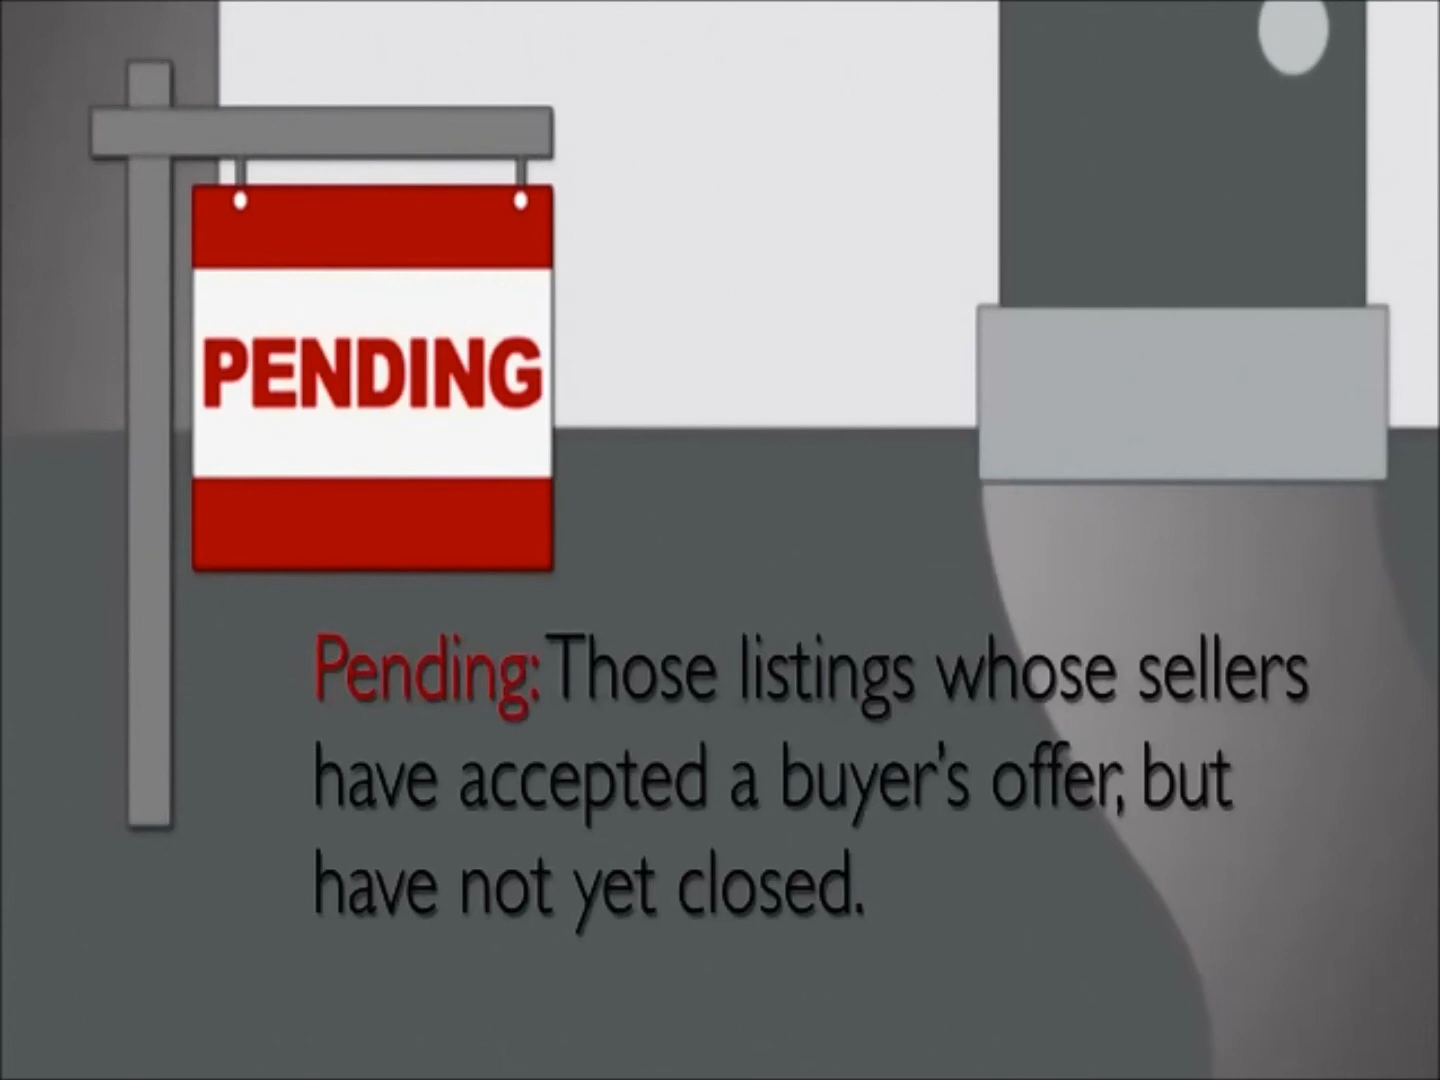 PENDING
Pending: Those listings whose sellers
have accepted a buyer's offer, but
have not yet closed.